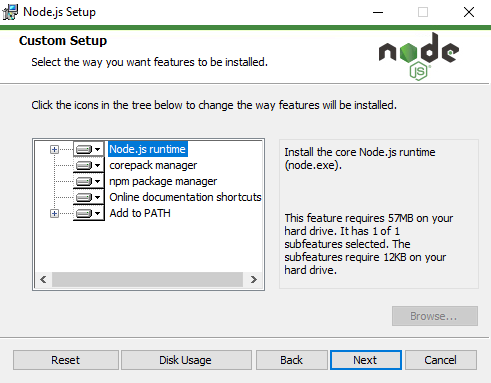 Node.js Setup
Custom Setup
Select the way you want features to be installed.
node
JS
Click the icons in the tree below to change the way features will be installed.
Node.js runtime
corepack manager
npm package manager
Online documentation shortcuts
Add to PATH
Install the core Node.js runtime
(node.exe).
This feature requires 57MB on your
hard drive. It has 1 of 1
subfeatures selected. The
subfeatures require 12KB on your
hard drive.
Browse...
Reset
Disk Usage
Back
Next
Cancel